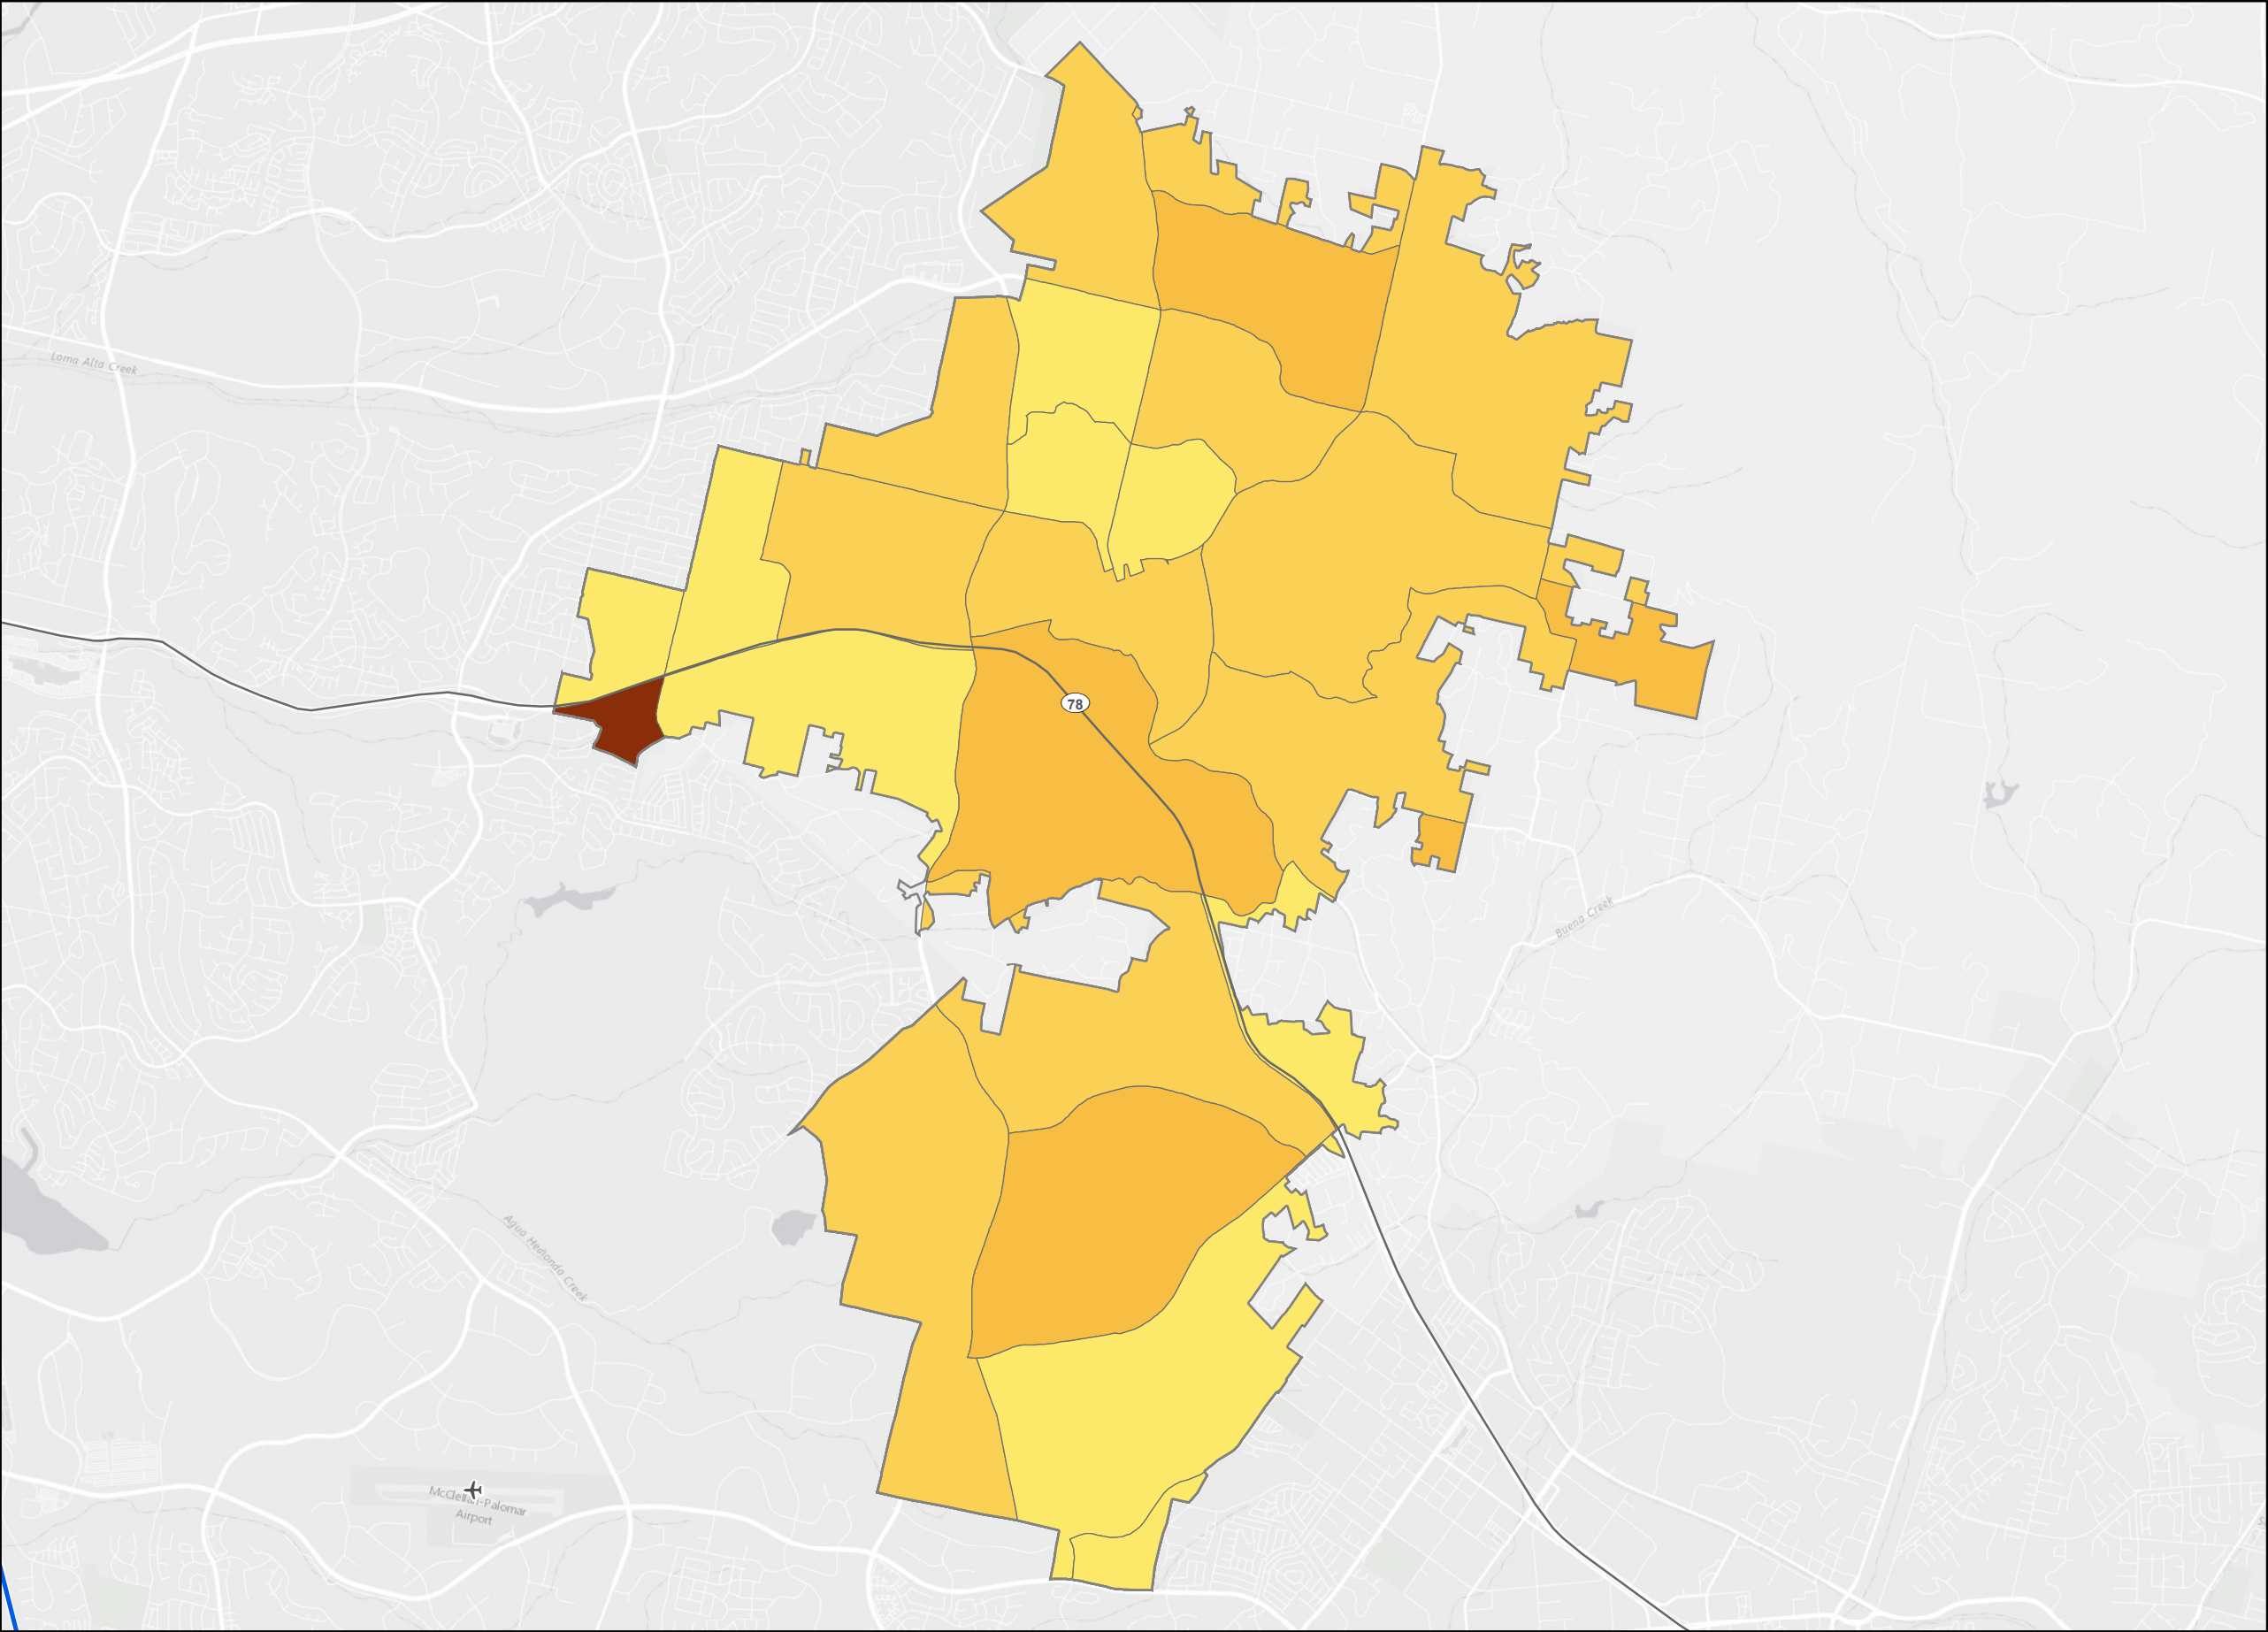 Loma Alta Creek
78
Buena Creek
Agua Hedionda Creek
McClellan-Palomar
Airport